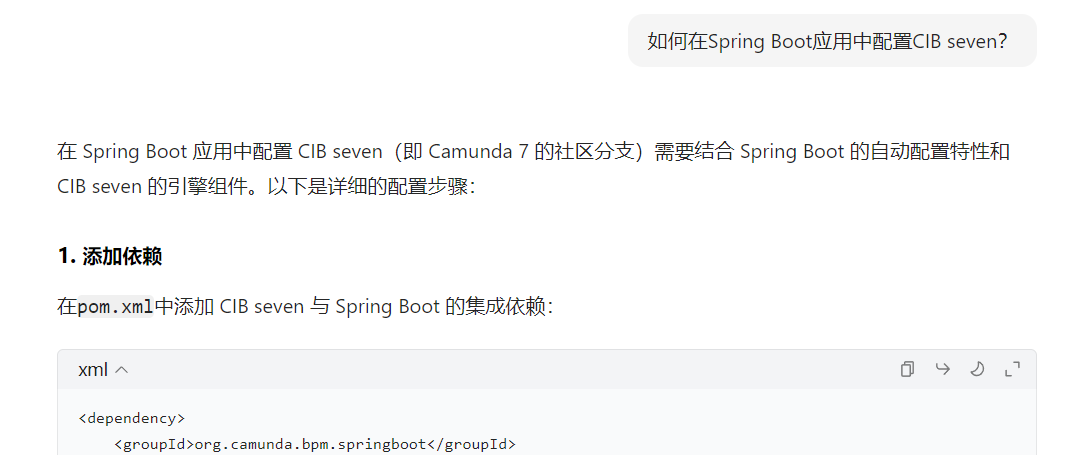 如何在Spring Boot应用中配置CIB seven？
在 Spring Boot 应用中配置 CIB seven（即 Camunda 7 的社区分支）需要结合 Spring Boot 的自动配置特性和
CIB seven 的引擎组件。以下是详细的配置步骤：
1. 添加依赖
在pom.xml中添加 CIB seven 与 Spring Boot 的集成依赖：
xml
<dependency>
    <groupId>org.camunda.bpm.springboot</groupId>